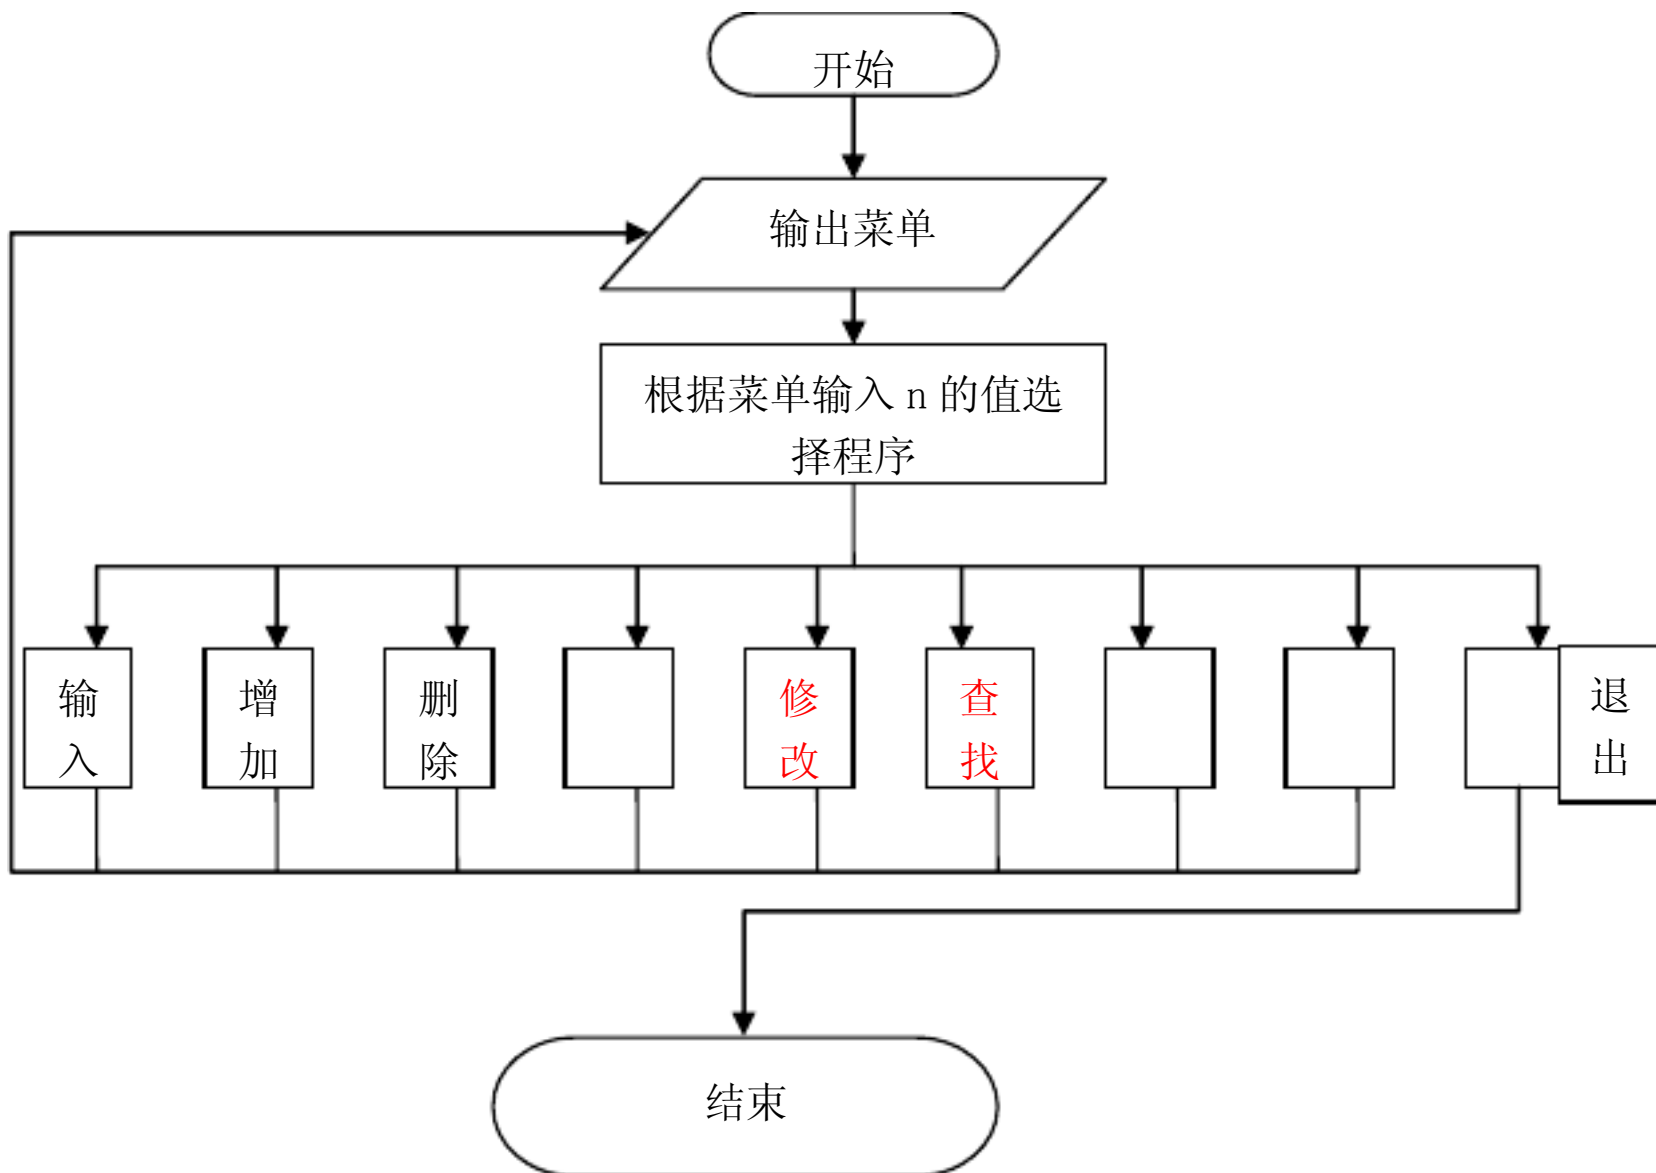 开始
输出菜单
根据菜单输入 n 的值选
择程序
输
入
增
加
删
除
修
改
查
找
退
出
结束